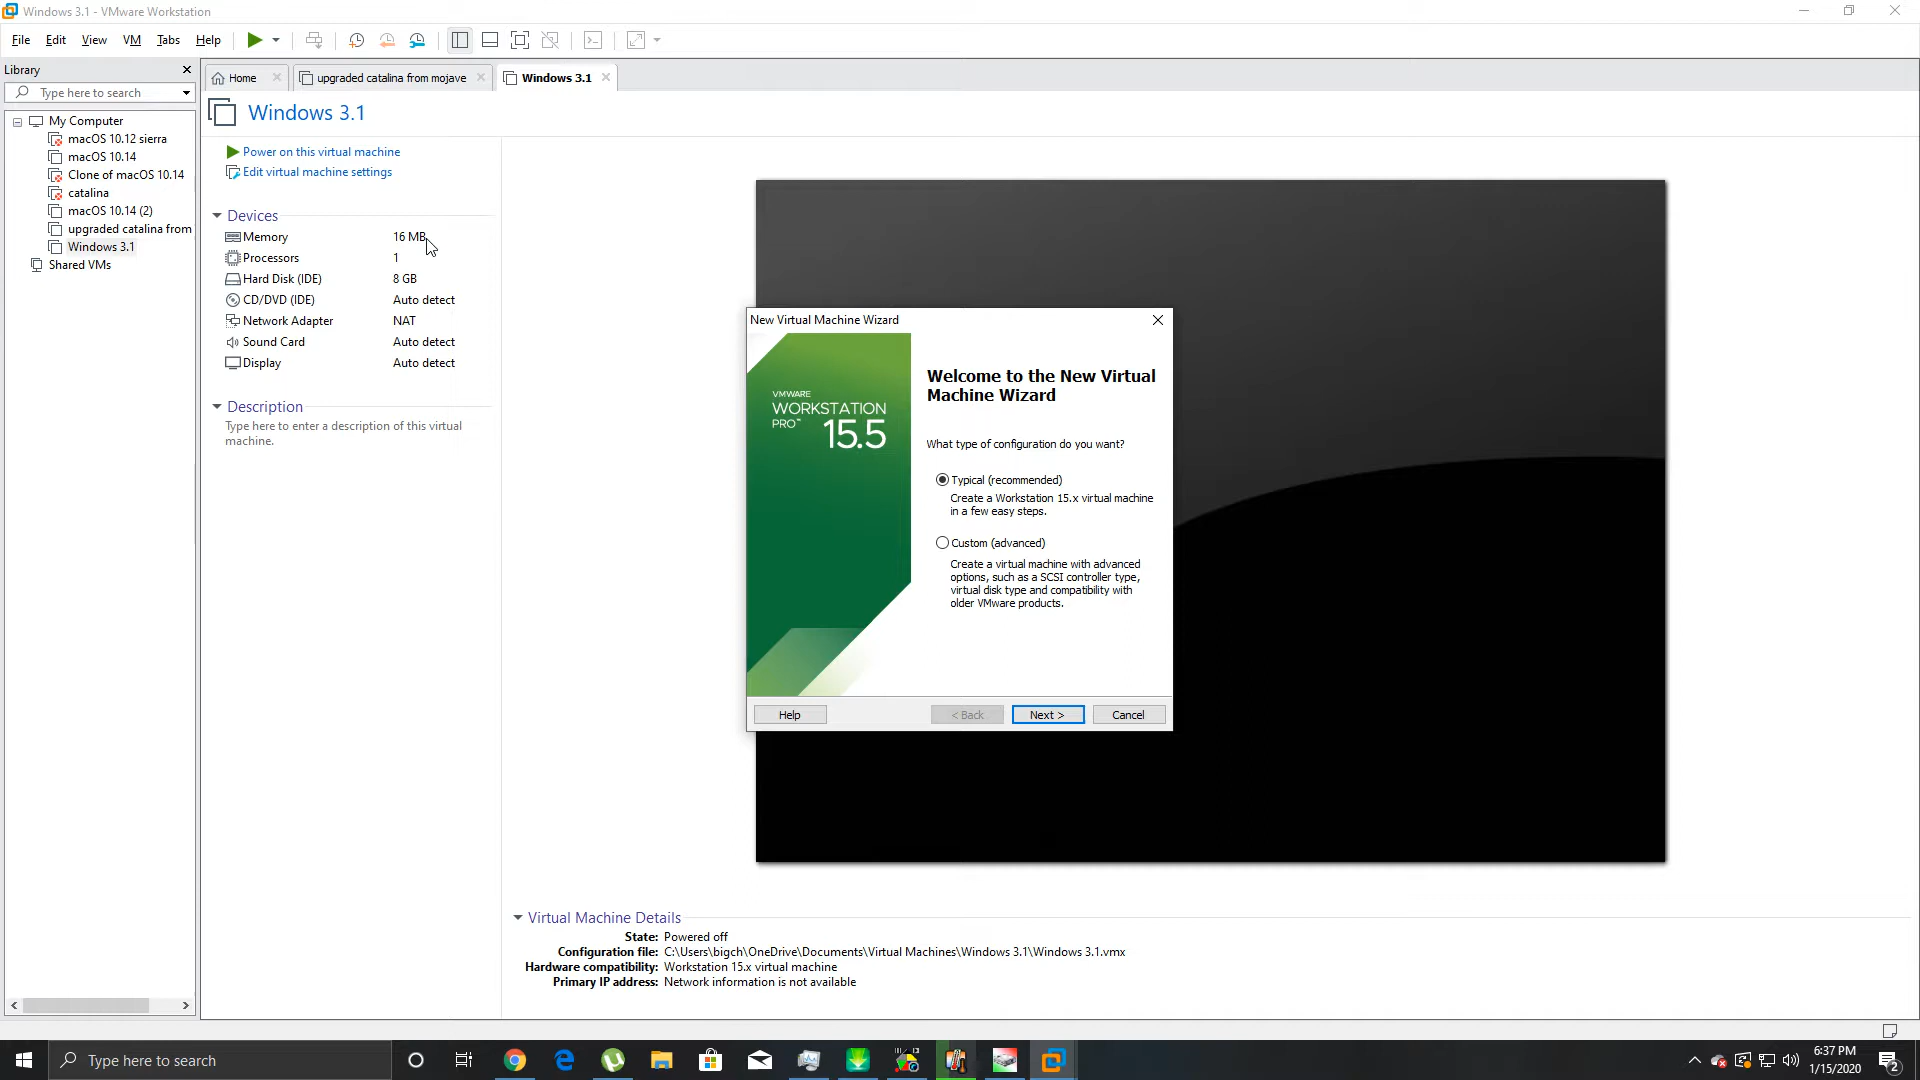 Windows 3.1 - VMware Workstation
File Edit View VM Tabs Help
Library
Type here to search
My Computer
macOS 10.12 sierra
macOS 10.14
Clone of macOS 10.14
catalina
macOS 10.14 (2)
upgraded catalina from
Windows 3.1
Shared VMs
Home upgraded catalina from mojave Windows 3.1
Windows 3.1
Power on this virtual machine
Edit virtual machine settings
Devices
Memory 16 MB
Processors 1
Hard Disk (IDE) 8 GB
CD/DVD (IDE) Auto detect
Network Adapter NAT
Sound Card Auto detect
Display Auto detect
Description
Type here to enter a description of this virtual
machine.
New Virtual Machine Wizard
VMWARE
WORKSTATION
PRO™ 15.5
Welcome to the New Virtual
Machine Wizard
What type of configuration do you want?
Typical (recommended)
Create a Workstation 15.x virtual machine
in a few easy steps.
Custom (advanced)
Create a virtual machine with advanced
options, such as a SCSI controller type,
virtual disk type and compatibility with
older VMware products.
Help < Back Next > Cancel
Virtual Machine Details
State: Powered off
Configuration file: C:\Users\bigch\OneDrive\Documents\Virtual Machines\Windows 3.1\Windows 3.1.vmx
Hardware compatibility: Workstation 15.x virtual machine
Primary IP address: Network information is not available
Type here to search
6:37 PM
1/15/2020
2